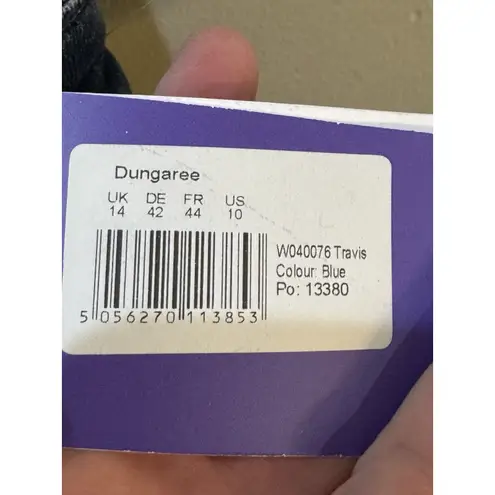 Dungaree
UK DE FR US
14 42 44 10
W040076 Travis
Colour: Blue
Po: 13380
5 056270 113853